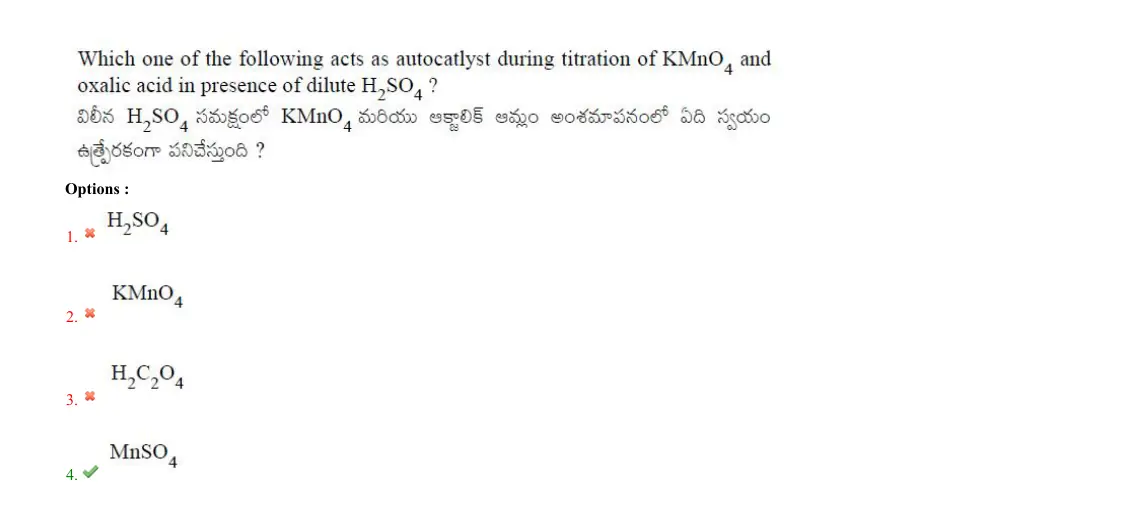 Which one of the following acts as autocatlyst during titration of KMnO₄ and
oxalic acid in presence of dilute H₂SO₄ ?
విలీన H₂SO₄ సమక్షంలో KMnO₄ మరియు ఆక్జాలిక్ ఆమ్లం అంశమాపనంలో ఏది స్వయం
ఉత్ప్రేరకంగా పనిచేస్తుంది ?
Options :
1. H₂SO₄
2. KMnO₄
3. H₂C₂O₄
4. MnSO₄